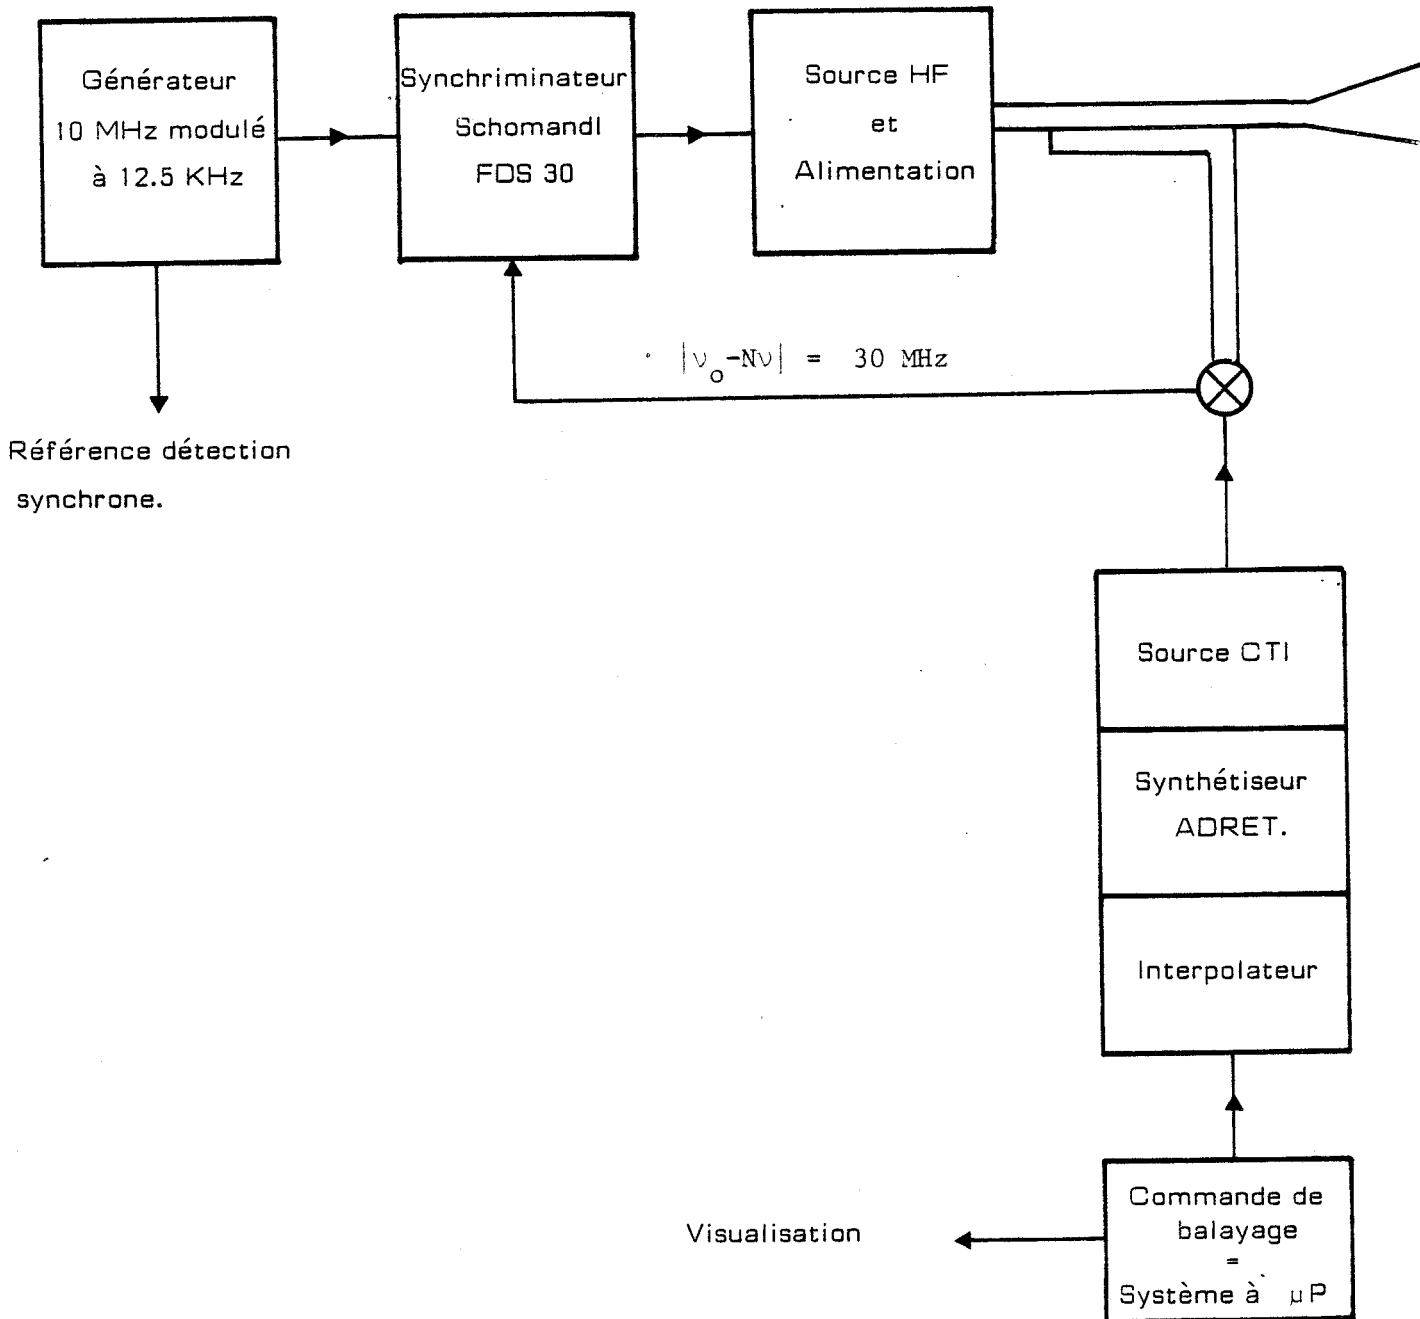 Générateur
10 MHz modulé
à 12.5 KHz
Synchriminateur
Schomandl
FDS 30
Source HF
et
Alimentation
|ν₀-Nν| = 30 MHz
Référence détection
synchrone.
Source CTI
Synthétiseur
ADRET.
Interpolateur
Commande de
balayage
=
Système à μP
Visualisation